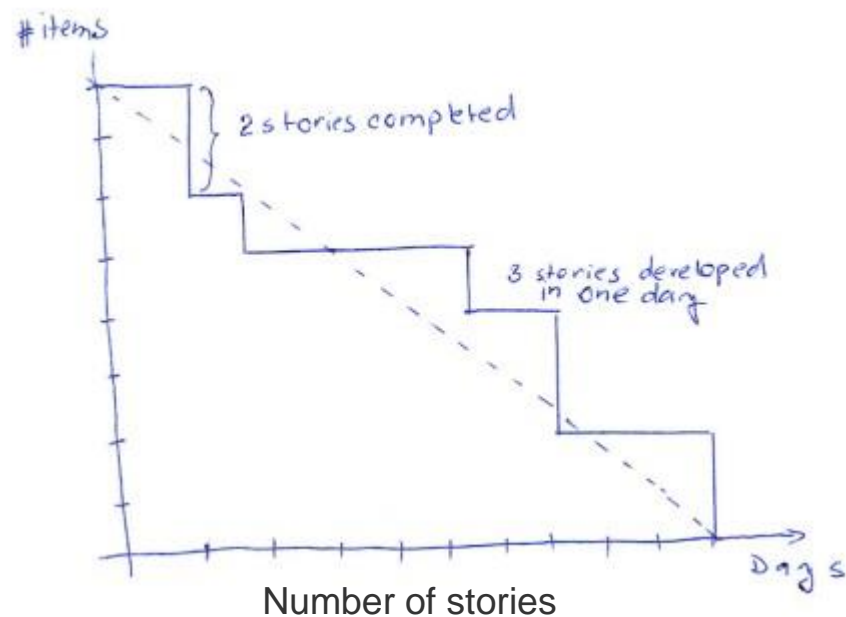 # items
2 stories completed
3 stories developed
in one day
Days
Number of stories